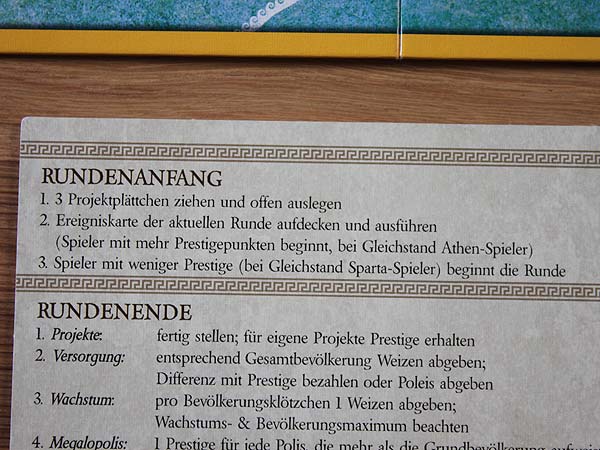 RUNDENANFANG
1. 3 Projektplättchen ziehen und offen auslegen
2. Ereigniskarte der aktuellen Runde aufdecken und ausführen
(Spieler mit mehr Prestigepunkten beginnt, bei Gleichstand Athen-Spieler)
3. Spieler mit weniger Prestige (bei Gleichstand Sparta-Spieler) beginnt die Runde
RUNDENENDE
1. Projekte: fertig stellen; für eigene Projekte Prestige erhalten
2. Versorgung: entsprechend Gesamtbevölkerung Weizen abgeben;
Differenz mit Prestige bezahlen oder Poleis abgeben
3. Wachstum: pro Bevölkerungsklötzchen 1 Weizen abgeben;
Wachstums- & Bevölkerungsmaximum beachten
4. Megalopolis: 1 Prestige für jede Polis, die mehr als die Grundbevölkerung